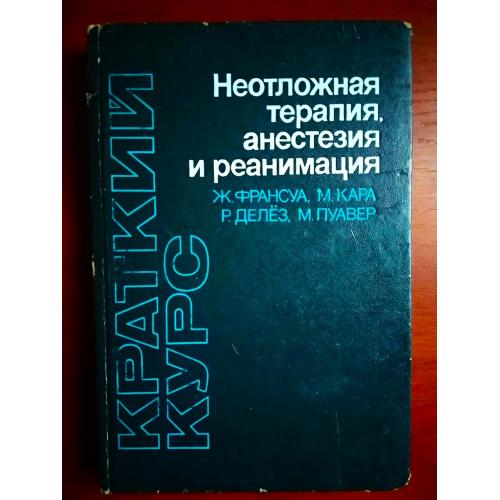 Неотложная
терапия,
анестезия
и реанимация
Ж. ФРАНСУА, М. КАРА
Р. ДЕЛЁЗ, М. ПУАВЕР
КРАТКИЙ
КУРС